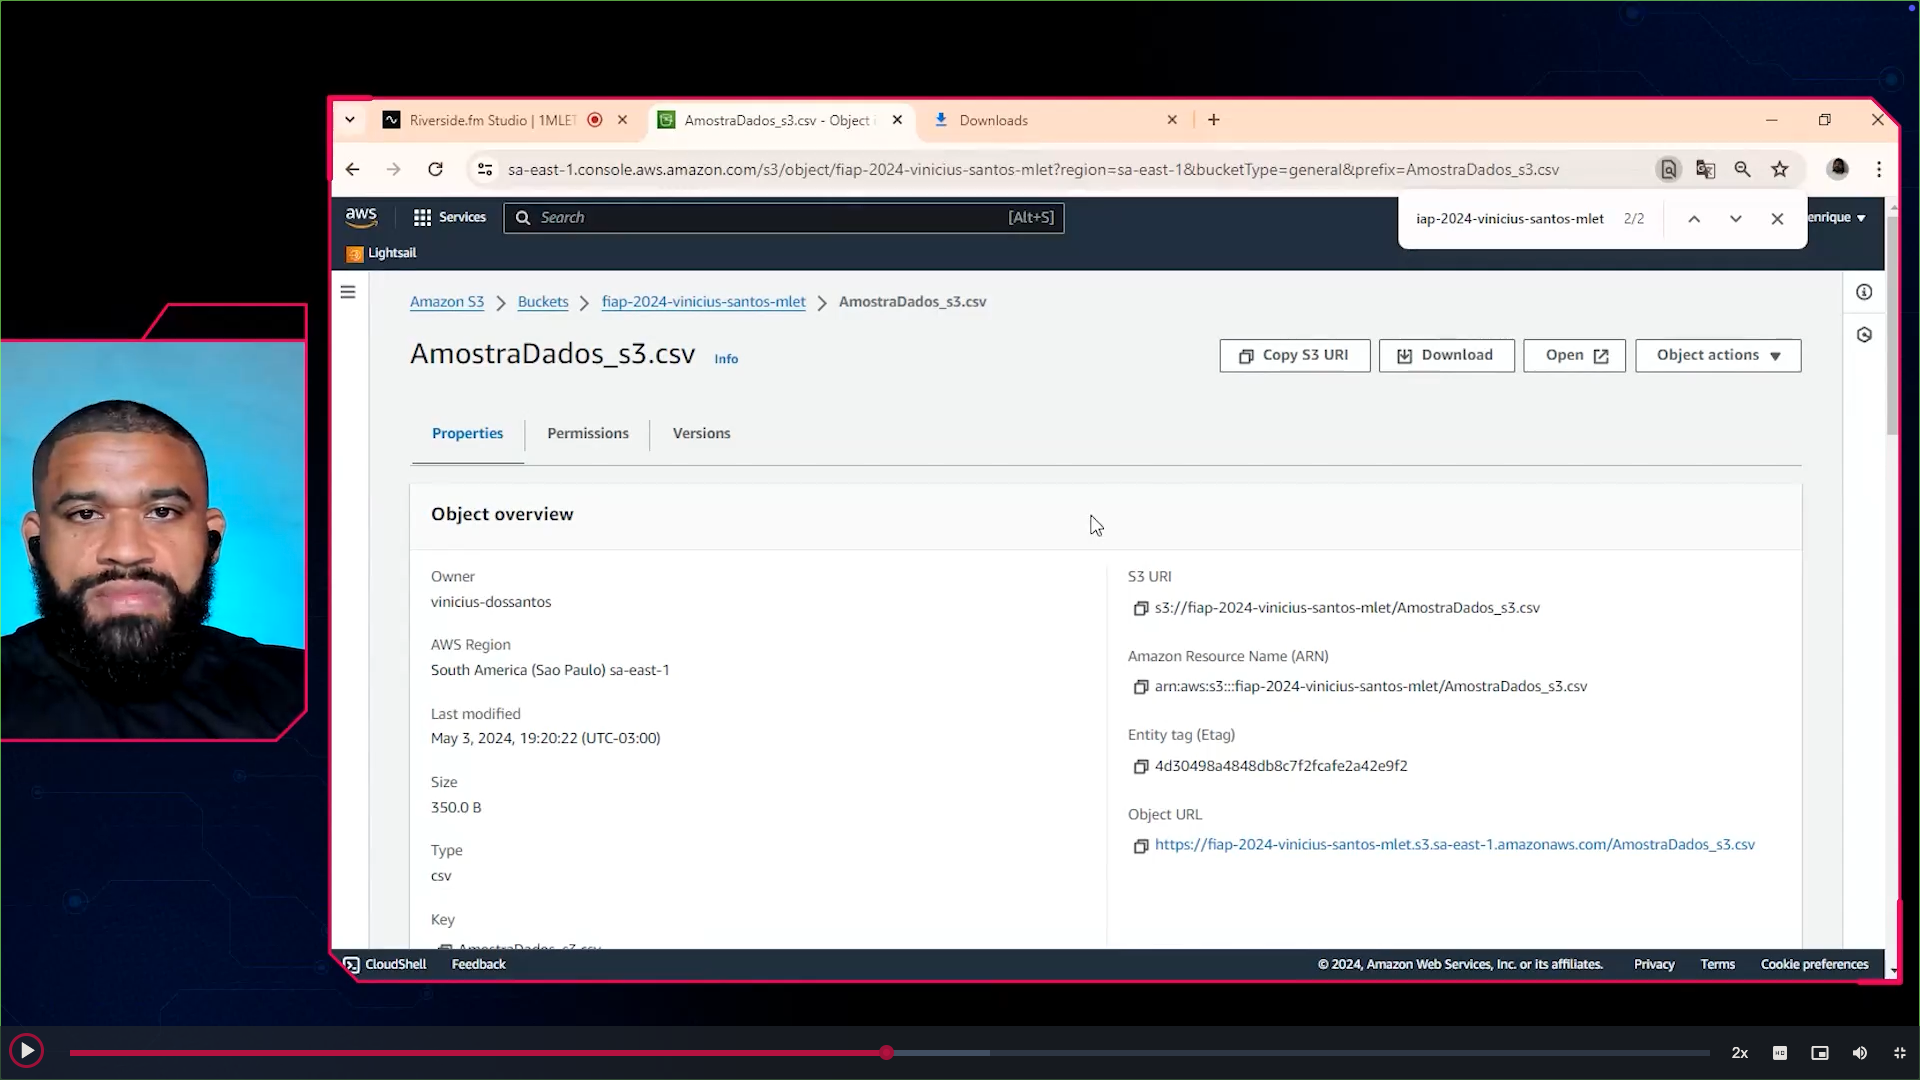 Riverside.fm Studio | 1MLET
AmostraDados_s3.csv - Object
Downloads
sa-east-1.console.aws.amazon.com/s3/object/fiap-2024-vinicius-santos-mlet?region=sa-east-1&bucketType=general&prefix=AmostraDados_s3.csv
aws
Services
Search
[Alt+S]
iap-2024-vinicius-santos-mlet 2/2
enrique
Lightsail
Amazon S3 > Buckets > fiap-2024-vinicius-santos-mlet > AmostraDados_s3.csv
AmostraDados_s3.csv Info
Copy S3 URI
Download
Open
Object actions
Properties
Permissions
Versions
Object overview
Owner
vinicius-dossantos
AWS Region
South America (Sao Paulo) sa-east-1
Last modified
May 3, 2024, 19:20:22 (UTC-03:00)
Size
350.0 B
Type
csv
Key
AmostraDados_s3.csv
S3 URI
s3://fiap-2024-vinicius-santos-mlet/AmostraDados_s3.csv
Amazon Resource Name (ARN)
arn:aws:s3:::fiap-2024-vinicius-santos-mlet/AmostraDados_s3.csv
Entity tag (Etag)
4d30498a4848db8c7f2fcafe2a42e9f2
Object URL
https://fiap-2024-vinicius-santos-mlet.s3.sa-east-1.amazonaws.com/AmostraDados_s3.csv
CloudShell
Feedback
© 2024, Amazon Web Services, Inc. or its affiliates.
Privacy
Terms
Cookie preferences
2x
HD